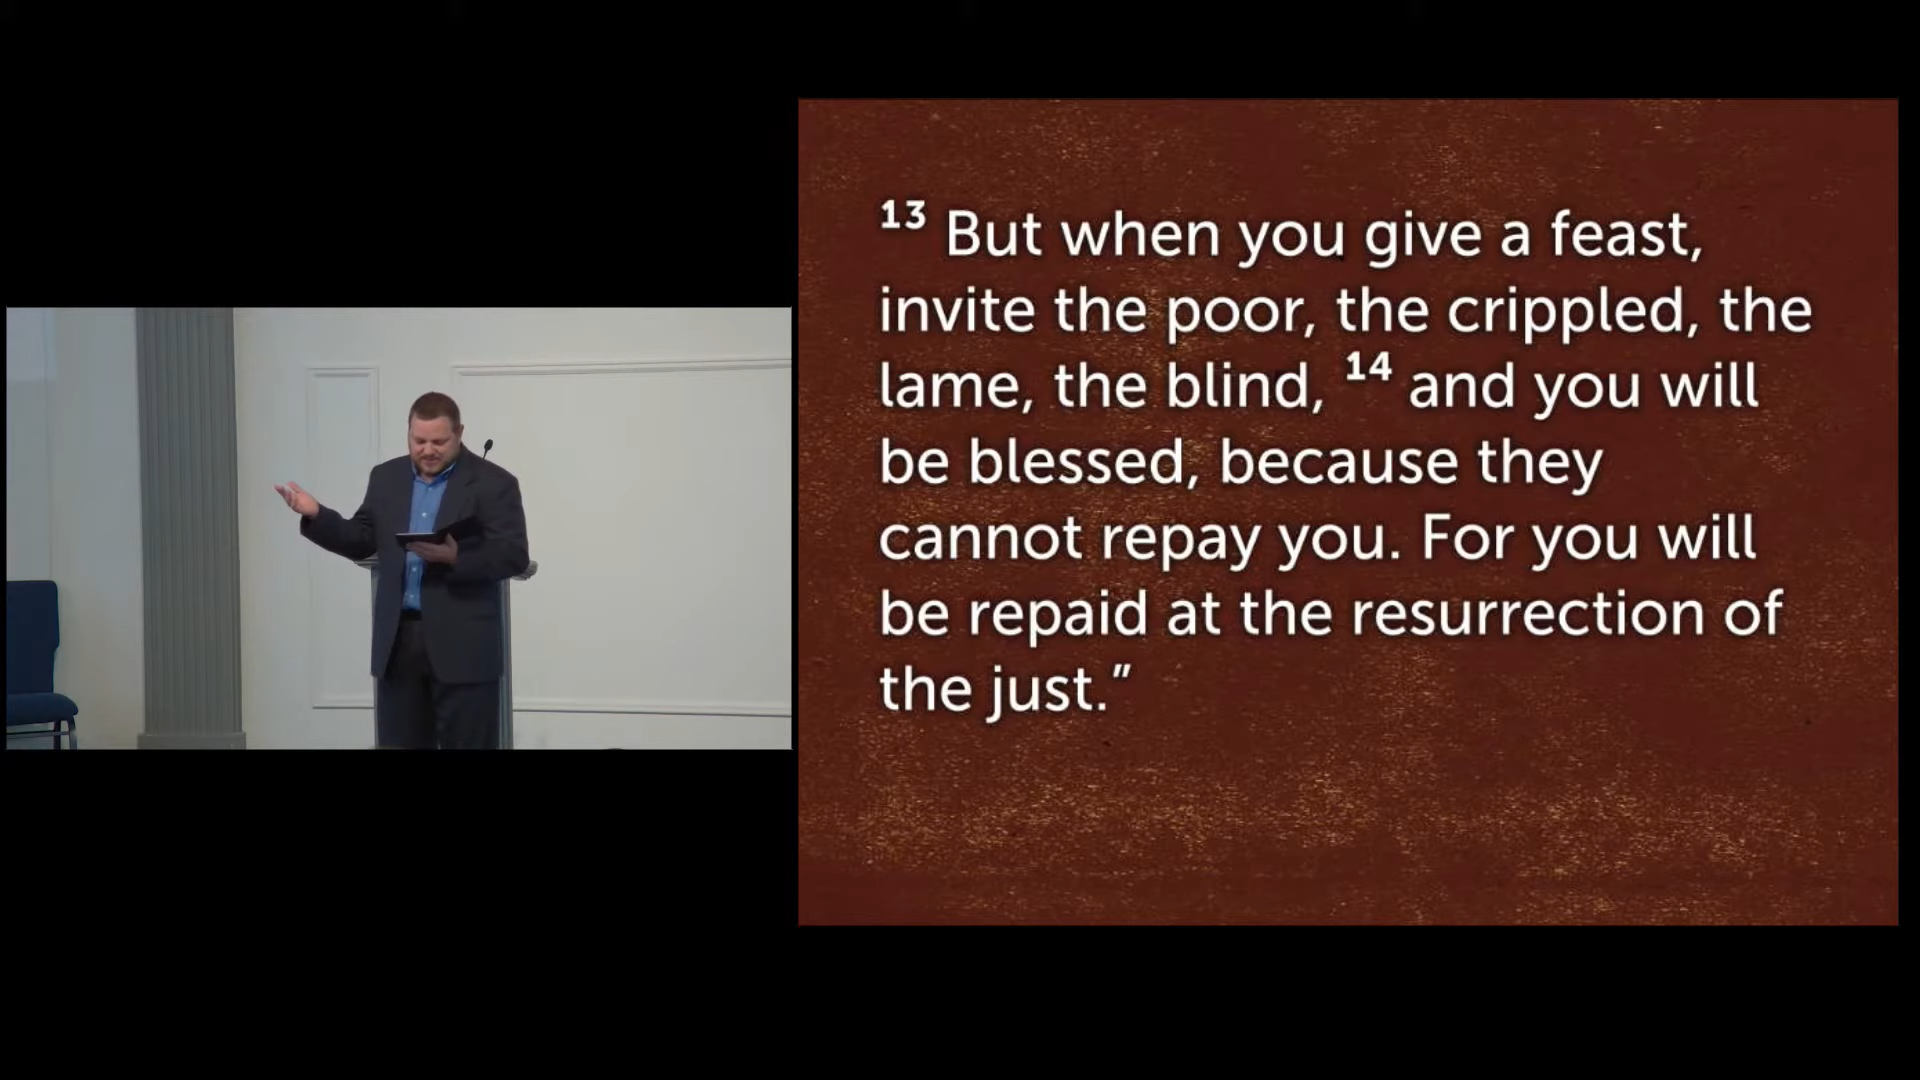 13 But when you give a feast,
invite the poor, the crippled, the
lame, the blind, 14 and you will
be blessed, because they
cannot repay you. For you will
be repaid at the resurrection of
the just.”